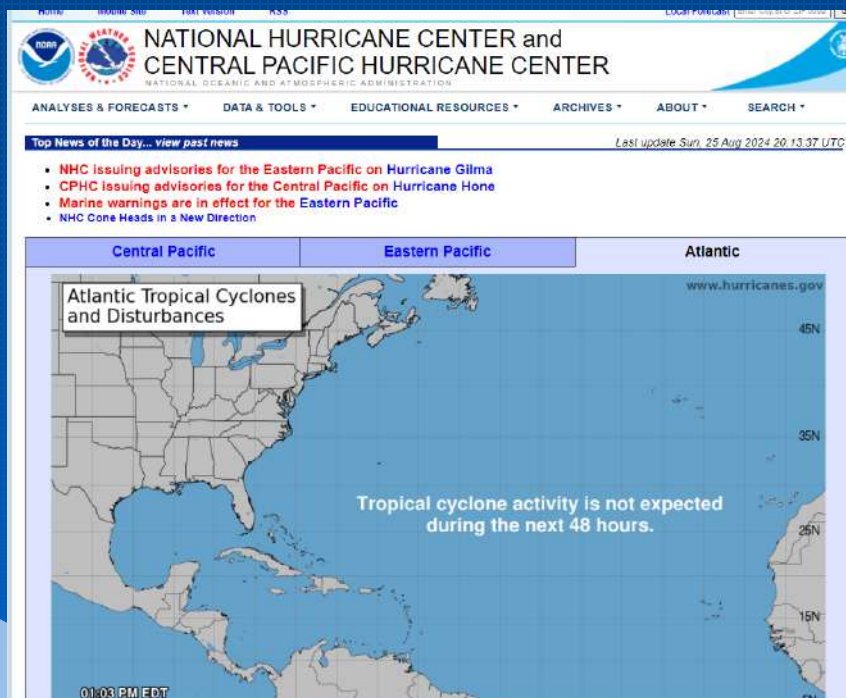 Home Mobile Site Text Version RSS Local Forecast
NOAA
NATIONAL HURRICANE CENTER and
CENTRAL PACIFIC HURRICANE CENTER
NATIONAL OCEANIC AND ATMOSPHERIC ADMINISTRATION
ANALYSES & FORECASTS DATA & TOOLS EDUCATIONAL RESOURCES ARCHIVES ABOUT SEARCH
Top News of the Day... view past news Last update Sun, 25 Aug 2024 20:13:37 UTC
NHC issuing advisories for the Eastern Pacific on Hurricane Gilma
CPHC issuing advisories for the Central Pacific on Hurricane Hone
Marine warnings are in effect for the Eastern Pacific
NHC Cone Heads in a New Direction
Central Pacific Eastern Pacific Atlantic
Atlantic Tropical Cyclones
and Disturbances
www.hurricanes.gov
45N
35N
Tropical cyclone activity is not expected
during the next 48 hours.
25N
15N
01:03 PM EDT
5N